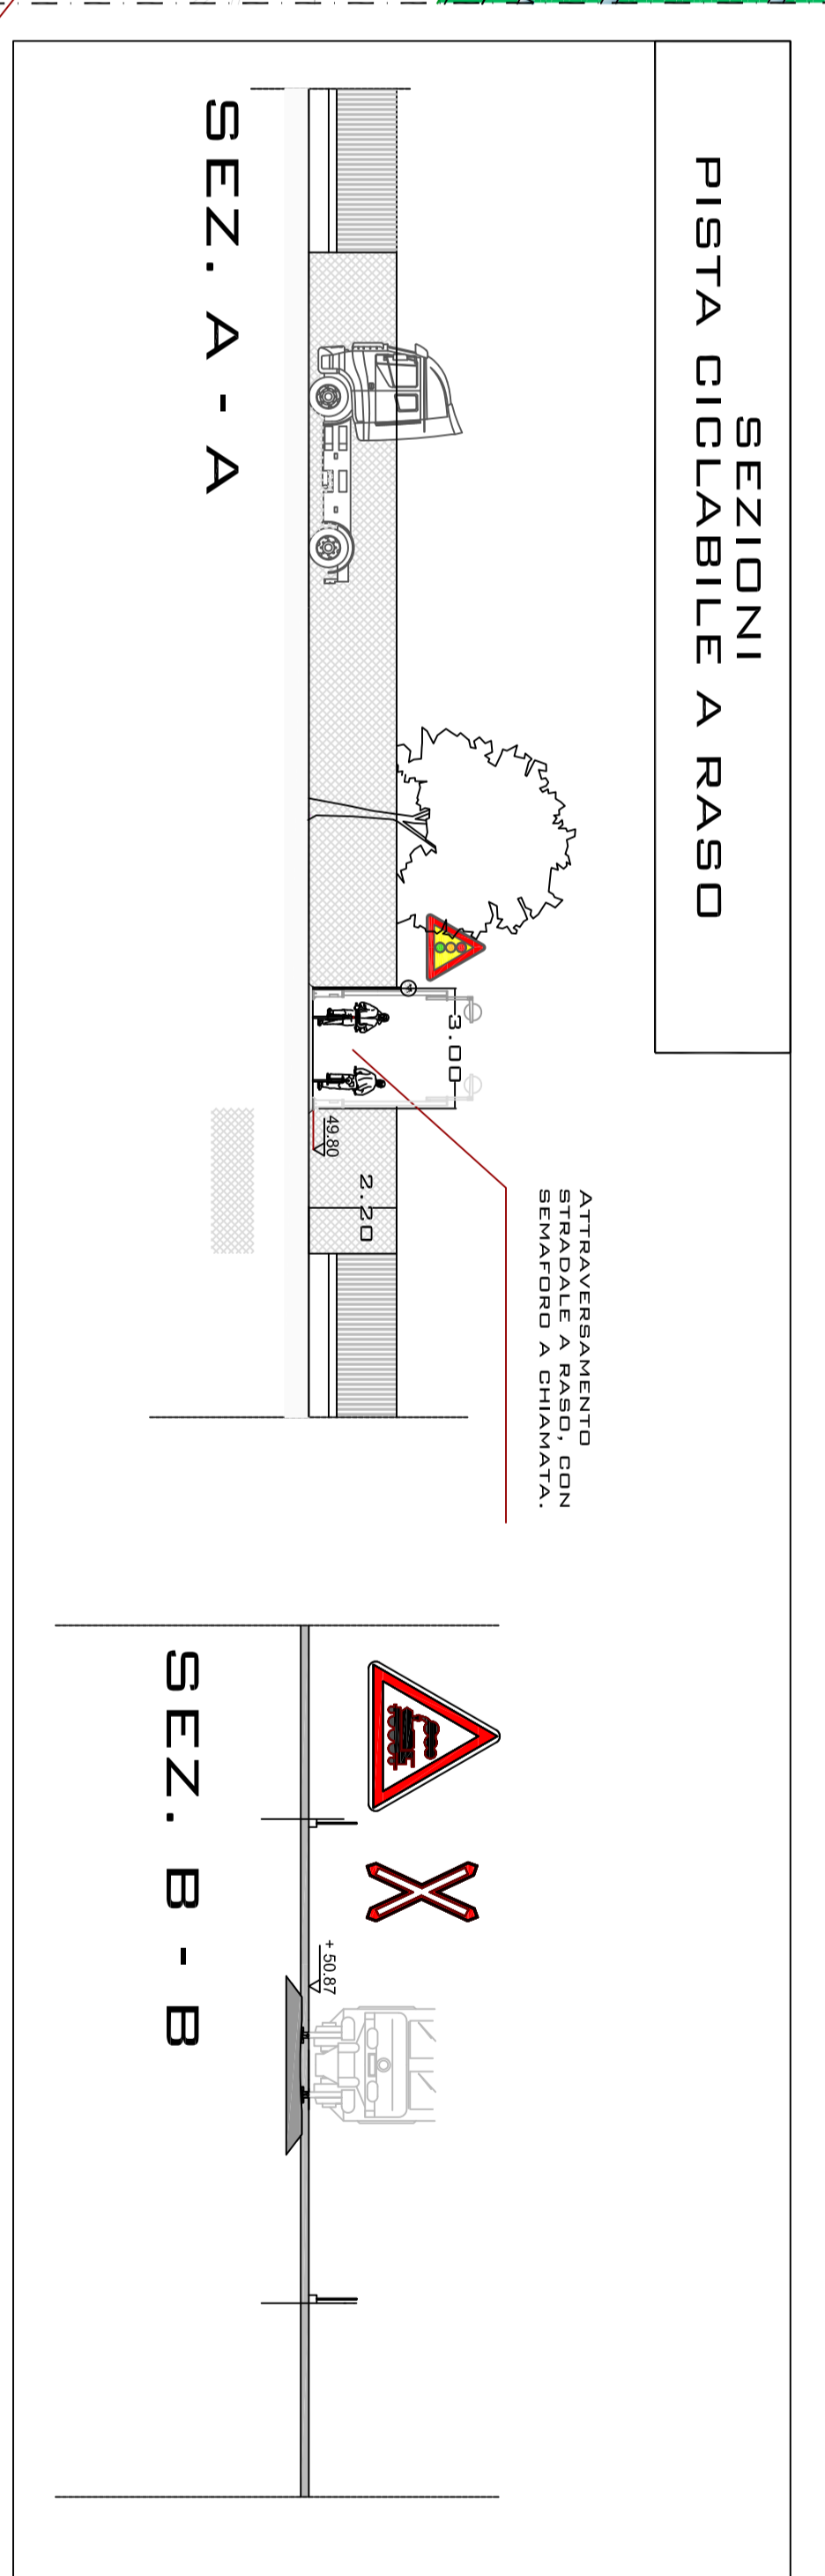 SEZIONI
PISTA CICLABILE A RASO
ATTRAVERSAMENTO
STRADALE A RASO, CON
SEMAFORO A CHIAMATA.
3.00
49.80
2.20
SEZ. A - A
+ 50.87
SEZ. B - B